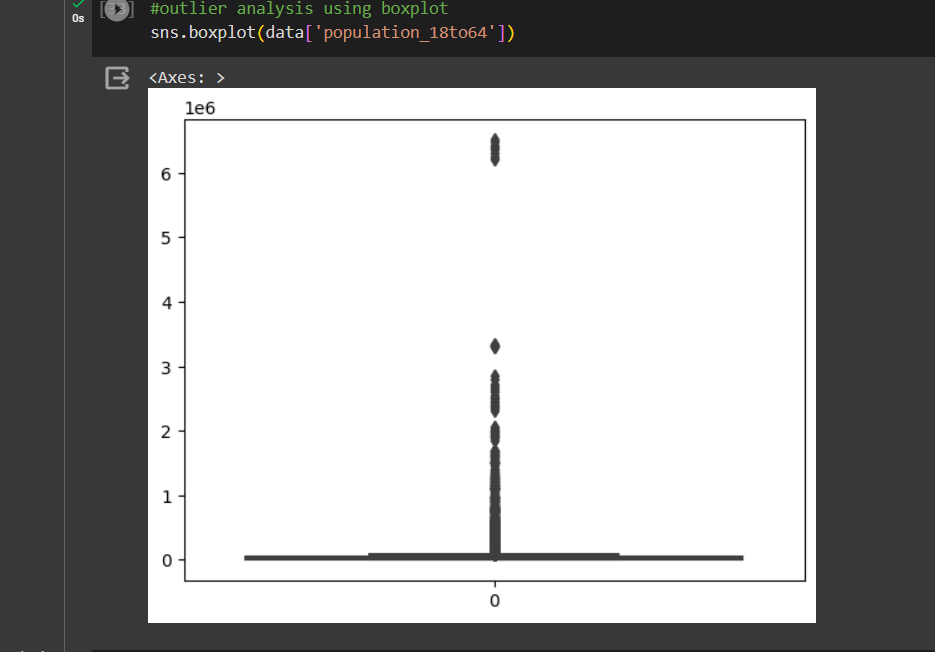 [33] #outlier analysis using boxplot
0s sns.boxplot(data['population_18to64'])
<Axes: >
1e6
6
5
4
3
2
1
0
0